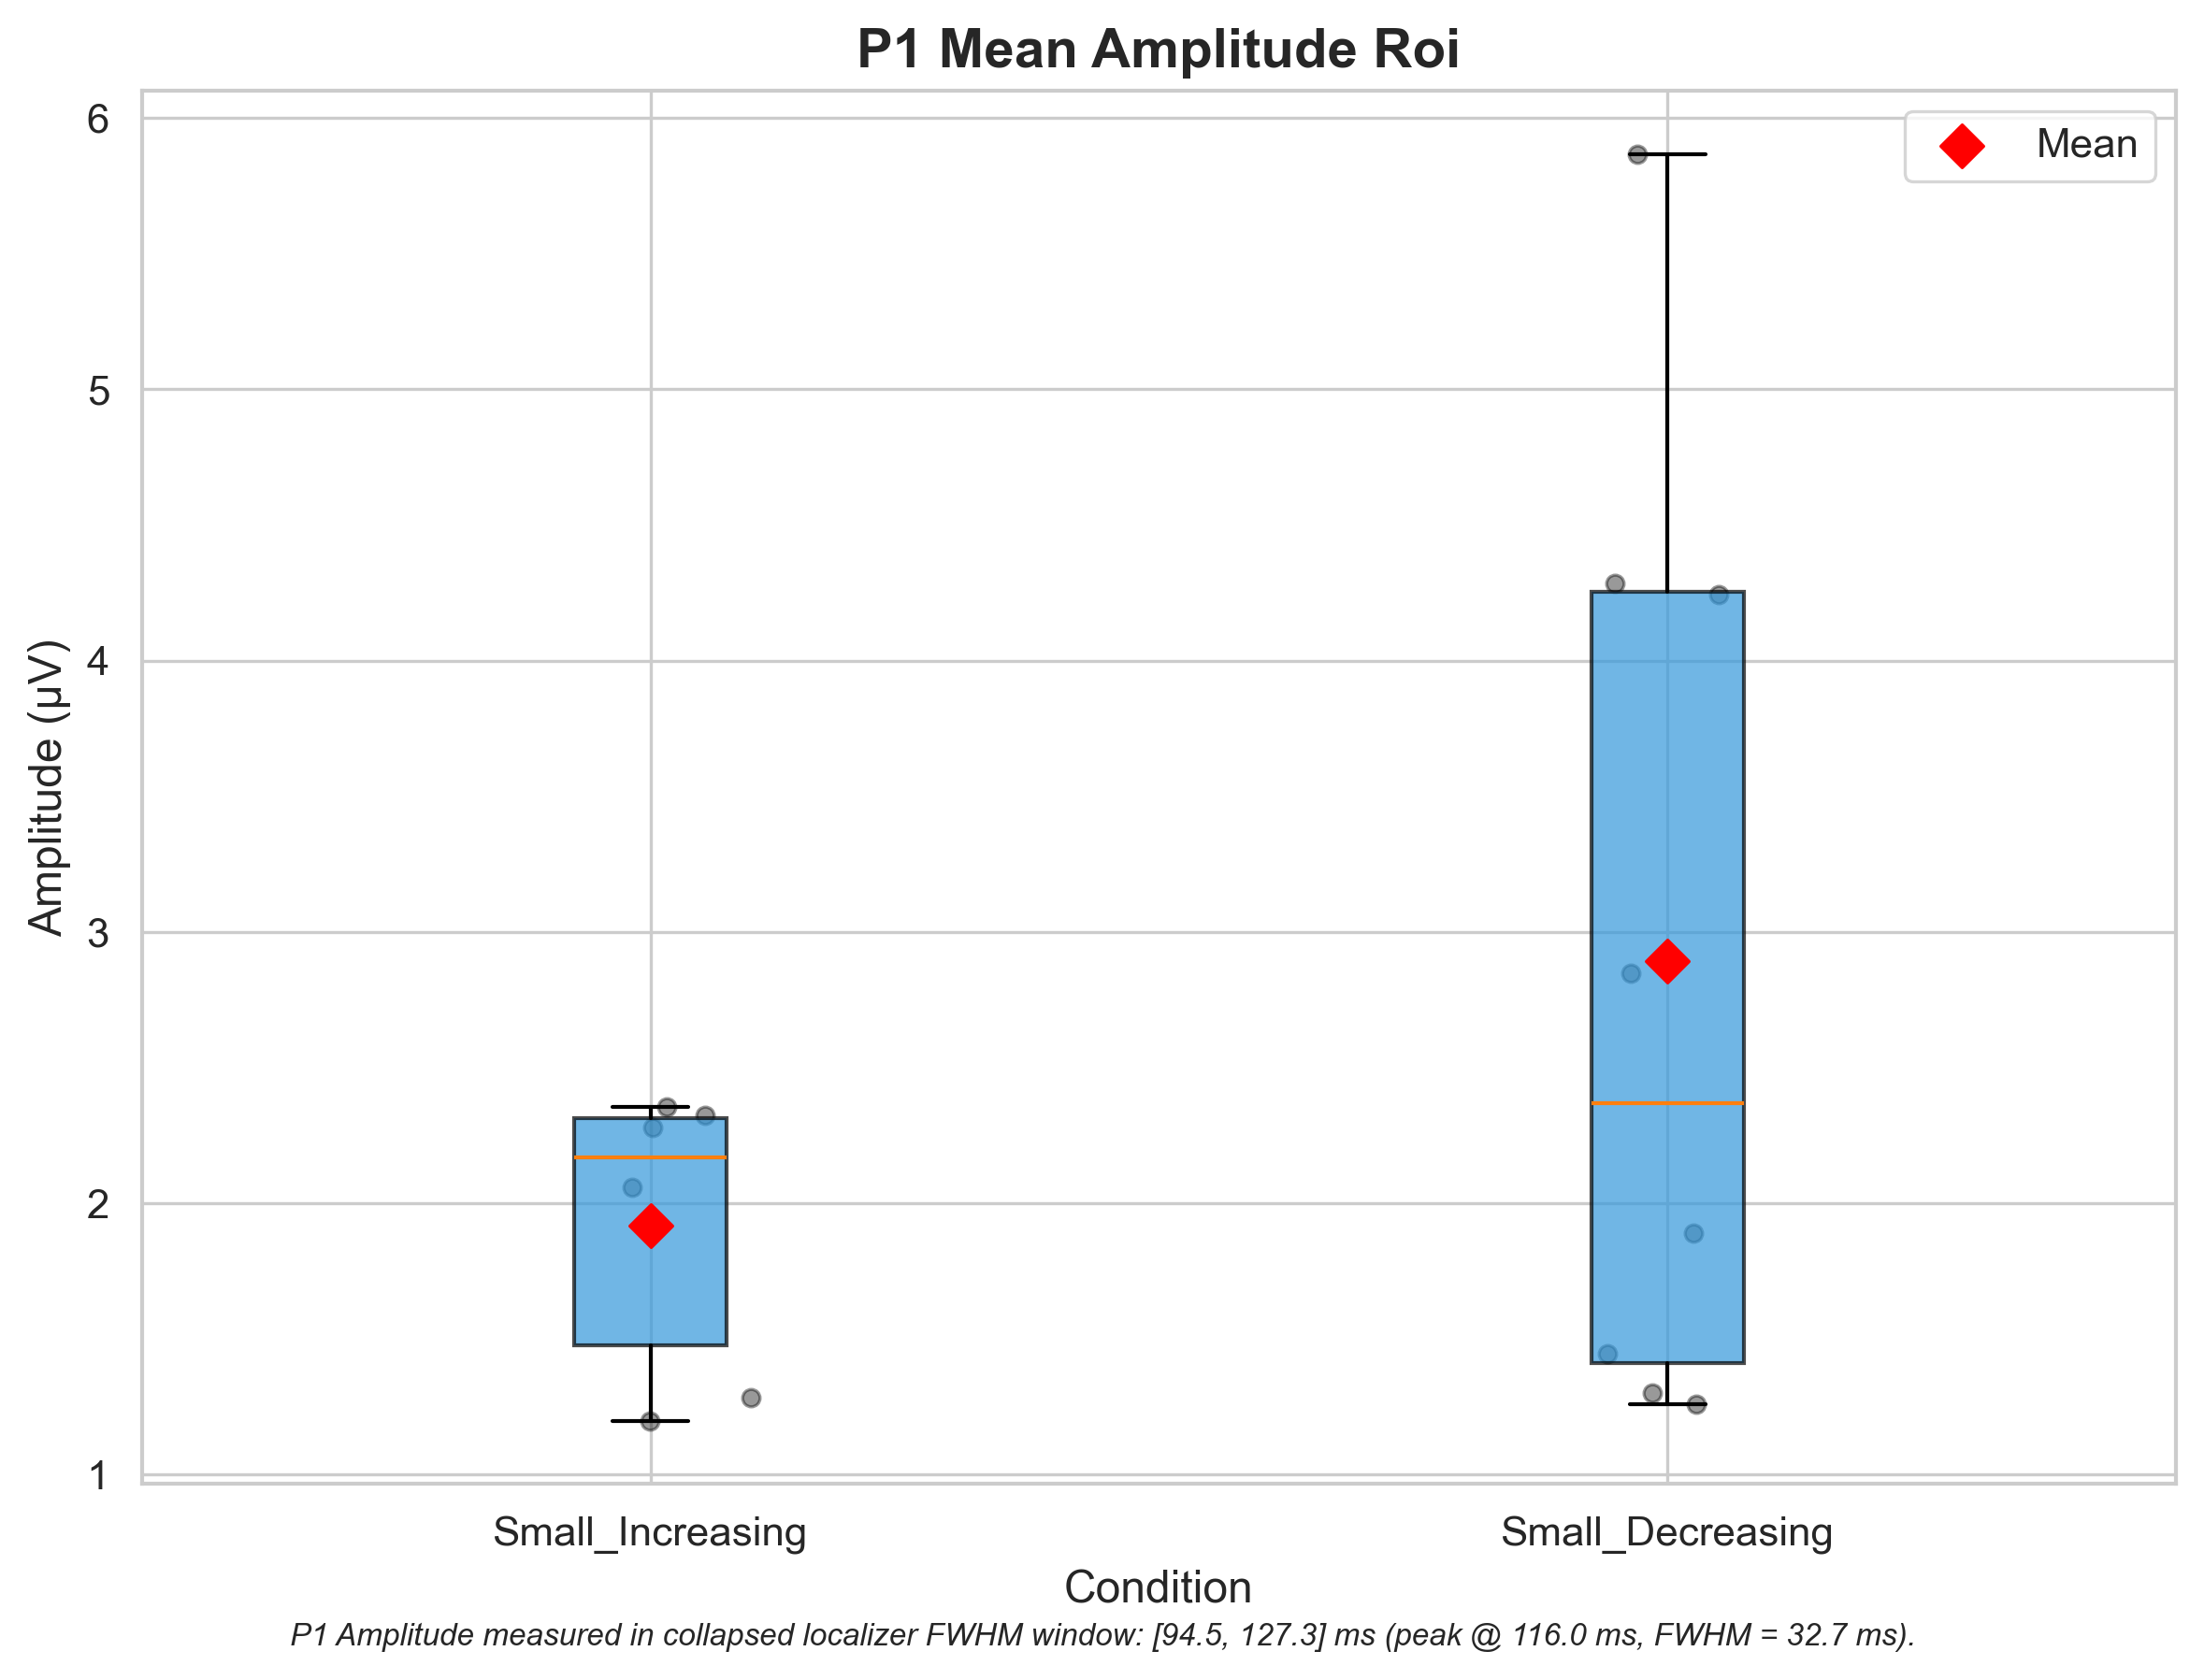 P1 Mean Amplitude Roi
Mean
6
5
4
3
2
1
Amplitude (µV)
Small_Increasing
Small_Decreasing
Condition
P1 Amplitude measured in collapsed localizer FWHM window: [94.5, 127.3] ms (peak @ 116.0 ms, FWHM = 32.7 ms).